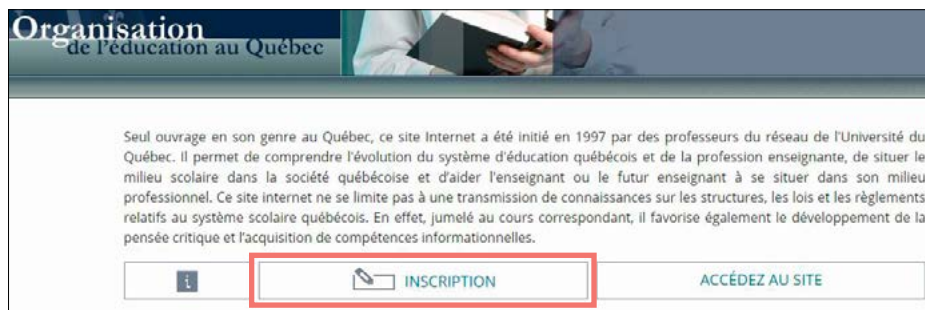 Organisation
de l'éducation au Québec
Seul ouvrage en son genre au Québec, ce site Internet a été initié en 1997 par des professeurs du réseau de l'Université du
Québec. Il permet de comprendre l'évolution du système d'éducation québécois et de la profession enseignante, de situer le
milieu scolaire dans la société québécoise et d'aider l'enseignant ou le futur enseignant à se situer dans son milieu
professionnel. Ce site internet ne se limite pas à une transmission de connaissances sur les structures, les lois et les règlements
relatifs au système scolaire québécois. En effet, jumelé au cours correspondant, il favorise également le développement de la
pensée critique et l'acquisition de compétences informationnelles.
i INSCRIPTION ACCÉDEZ AU SITE